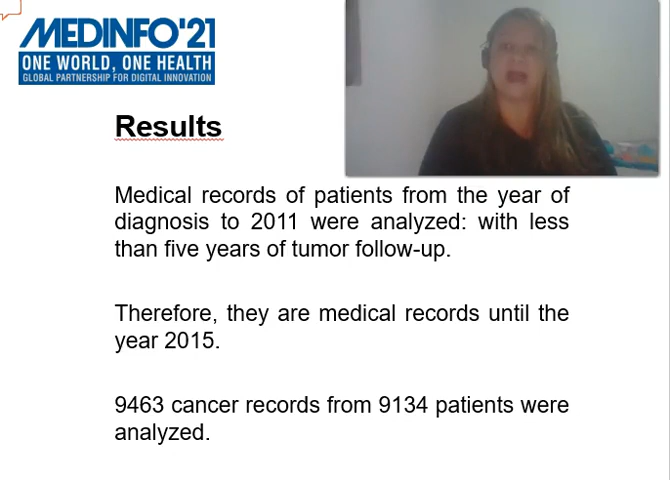 MEDINFO'21
ONE WORLD, ONE HEALTH
GLOBAL PARTNERSHIP FOR DIGITAL INNOVATION
Results
Medical records of patients from the year of
diagnosis to 2011 were analyzed: with less
than five years of tumor follow-up.
Therefore, they are medical records until the
year 2015.
9463 cancer records from 9134 patients were
analyzed.